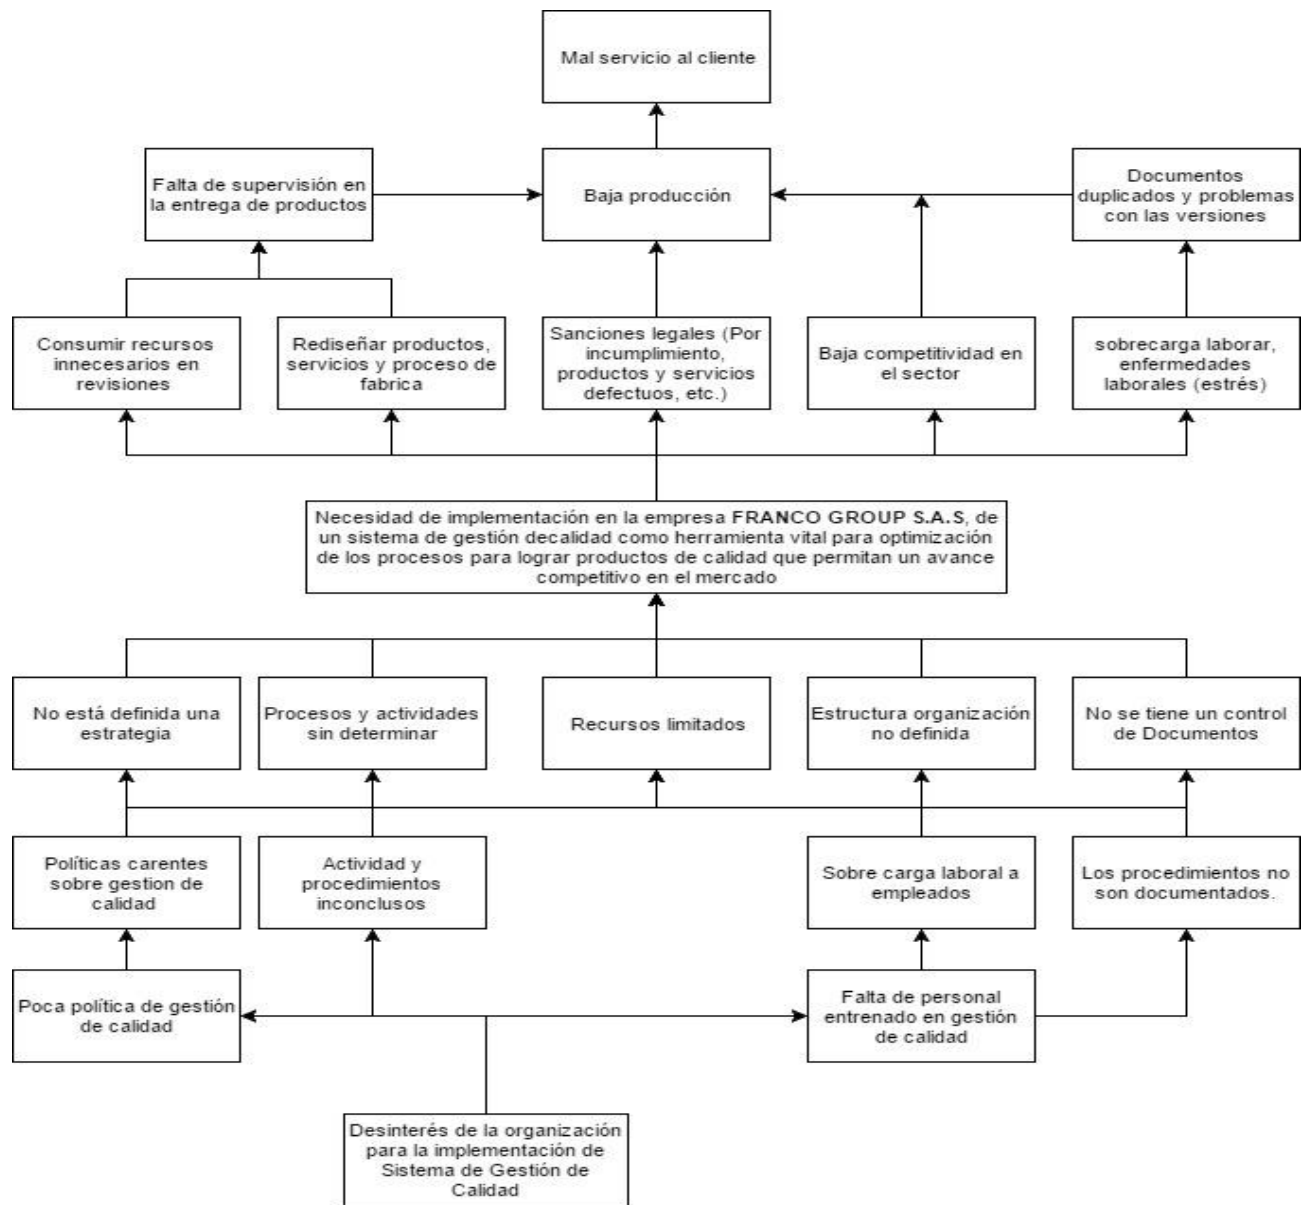 Mal servicio al cliente
Falta de supervisión en
la entrega de productos
Baja producción
Documentos
duplicados y problemas
con las versiones
Consumir recursos
innecesarios en
revisiones
Rediseñar productos,
servicios y proceso de
fabrica
Sanciones legales (Por
incumplimiento,
productos y servicios
defectuos, etc.)
Baja competitividad en
el sector
sobrecarga laborar,
enfermedades
laborales (estrés)
Necesidad de implementación en la empresa FRANCO GROUP S.A.S, de
un sistema de gestión decalidad como herramienta vital para optimización
de los procesos para lograr productos de calidad que permitan un avance
competitivo en el mercado
No está definida una
estrategia
Procesos y actividades
sin determinar
Recursos limitados
Estructura organización
no definida
No se tiene un control
de Documentos
Políticas carentes
sobre gestion de
calidad
Actividad y
procedimientos
inconclusos
Sobre carga laboral a
empleados
Los procedimientos no
son documentados.
Poca política de gestión
de calidad
Falta de personal
entrenado en gestión
de calidad
Desinterés de la organización
para la implementación de
Sistema de Gestión de
Calidad